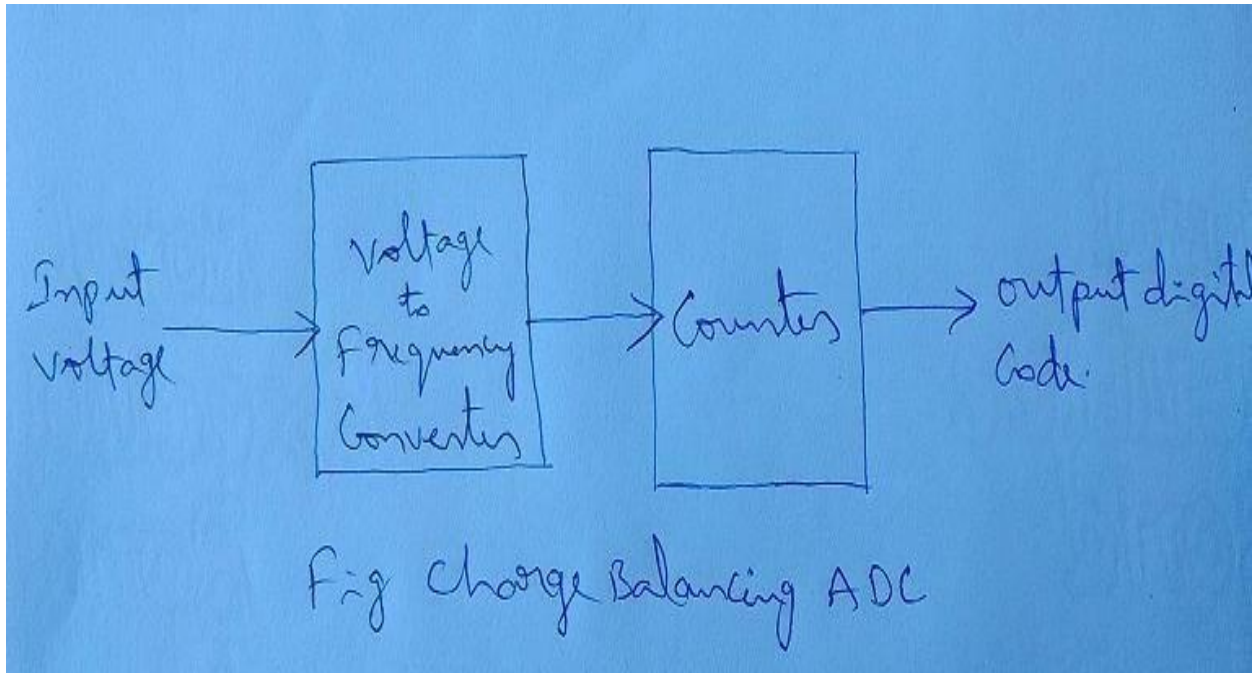 Input
Voltage
Voltage
to
Frequency
Converter
Counter
output digital
Code.
Fig Charge Balancing ADC